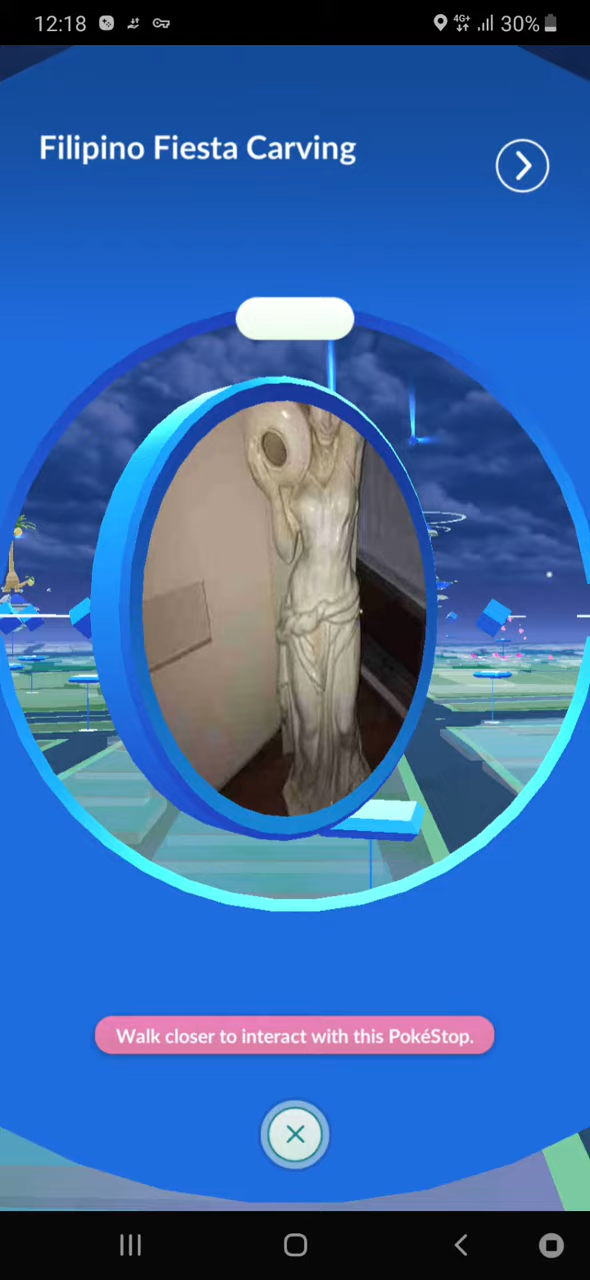 12:18
4G+
30%
Filipino Fiesta Carving
Walk closer to interact with this PokéStop.